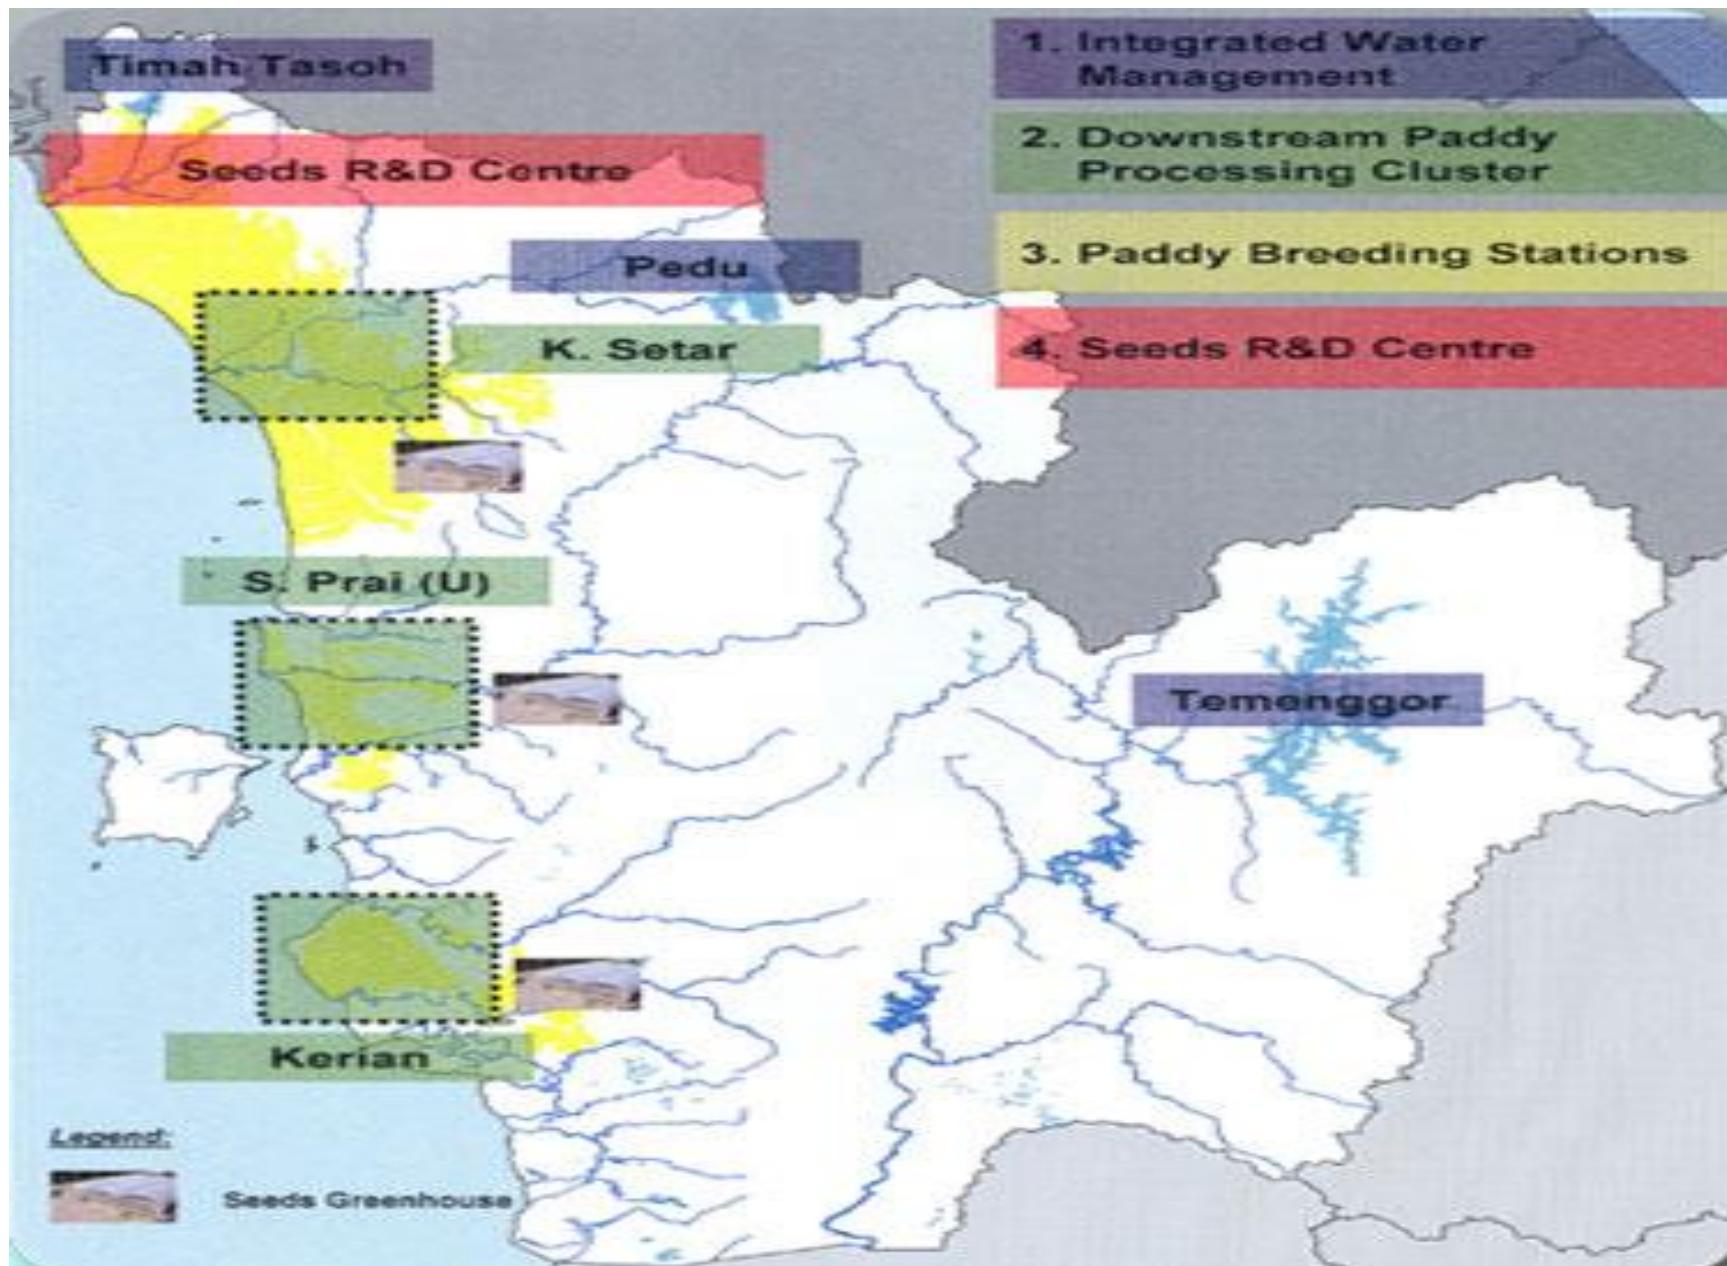 Timah Tasoh
1. Integrated Water
Management
2. Downstream Paddy
Processing Cluster
Seeds R&D Centre
3. Paddy Breeding Stations
Pedu
K. Setar
4. Seeds R&D Centre
S. Prai (U)
Temenggor
Kerian
Legend:
Seeds Greenhouse